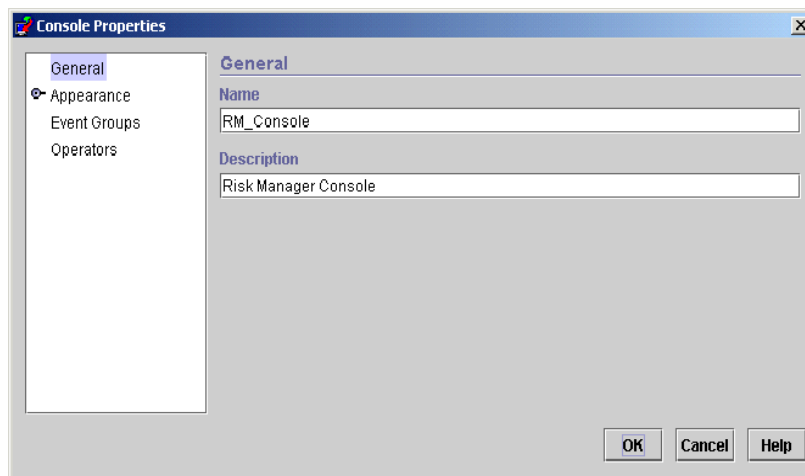 Console Properties
General
Appearance
Event Groups
Operators
General
Name
RM_Console
Description
Risk Manager Console
OK Cancel Help